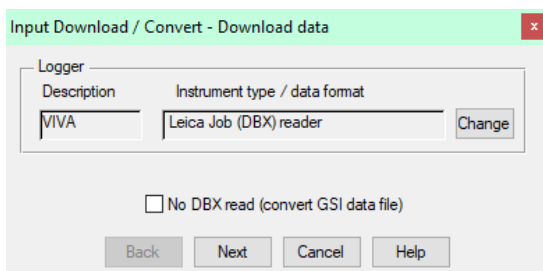 Input Download / Convert - Download data x
Logger
Description Instrument type / data format
VIVA Leica Job (DBX) reader Change
No DBX read (convert GSI data file)
Back Next Cancel Help